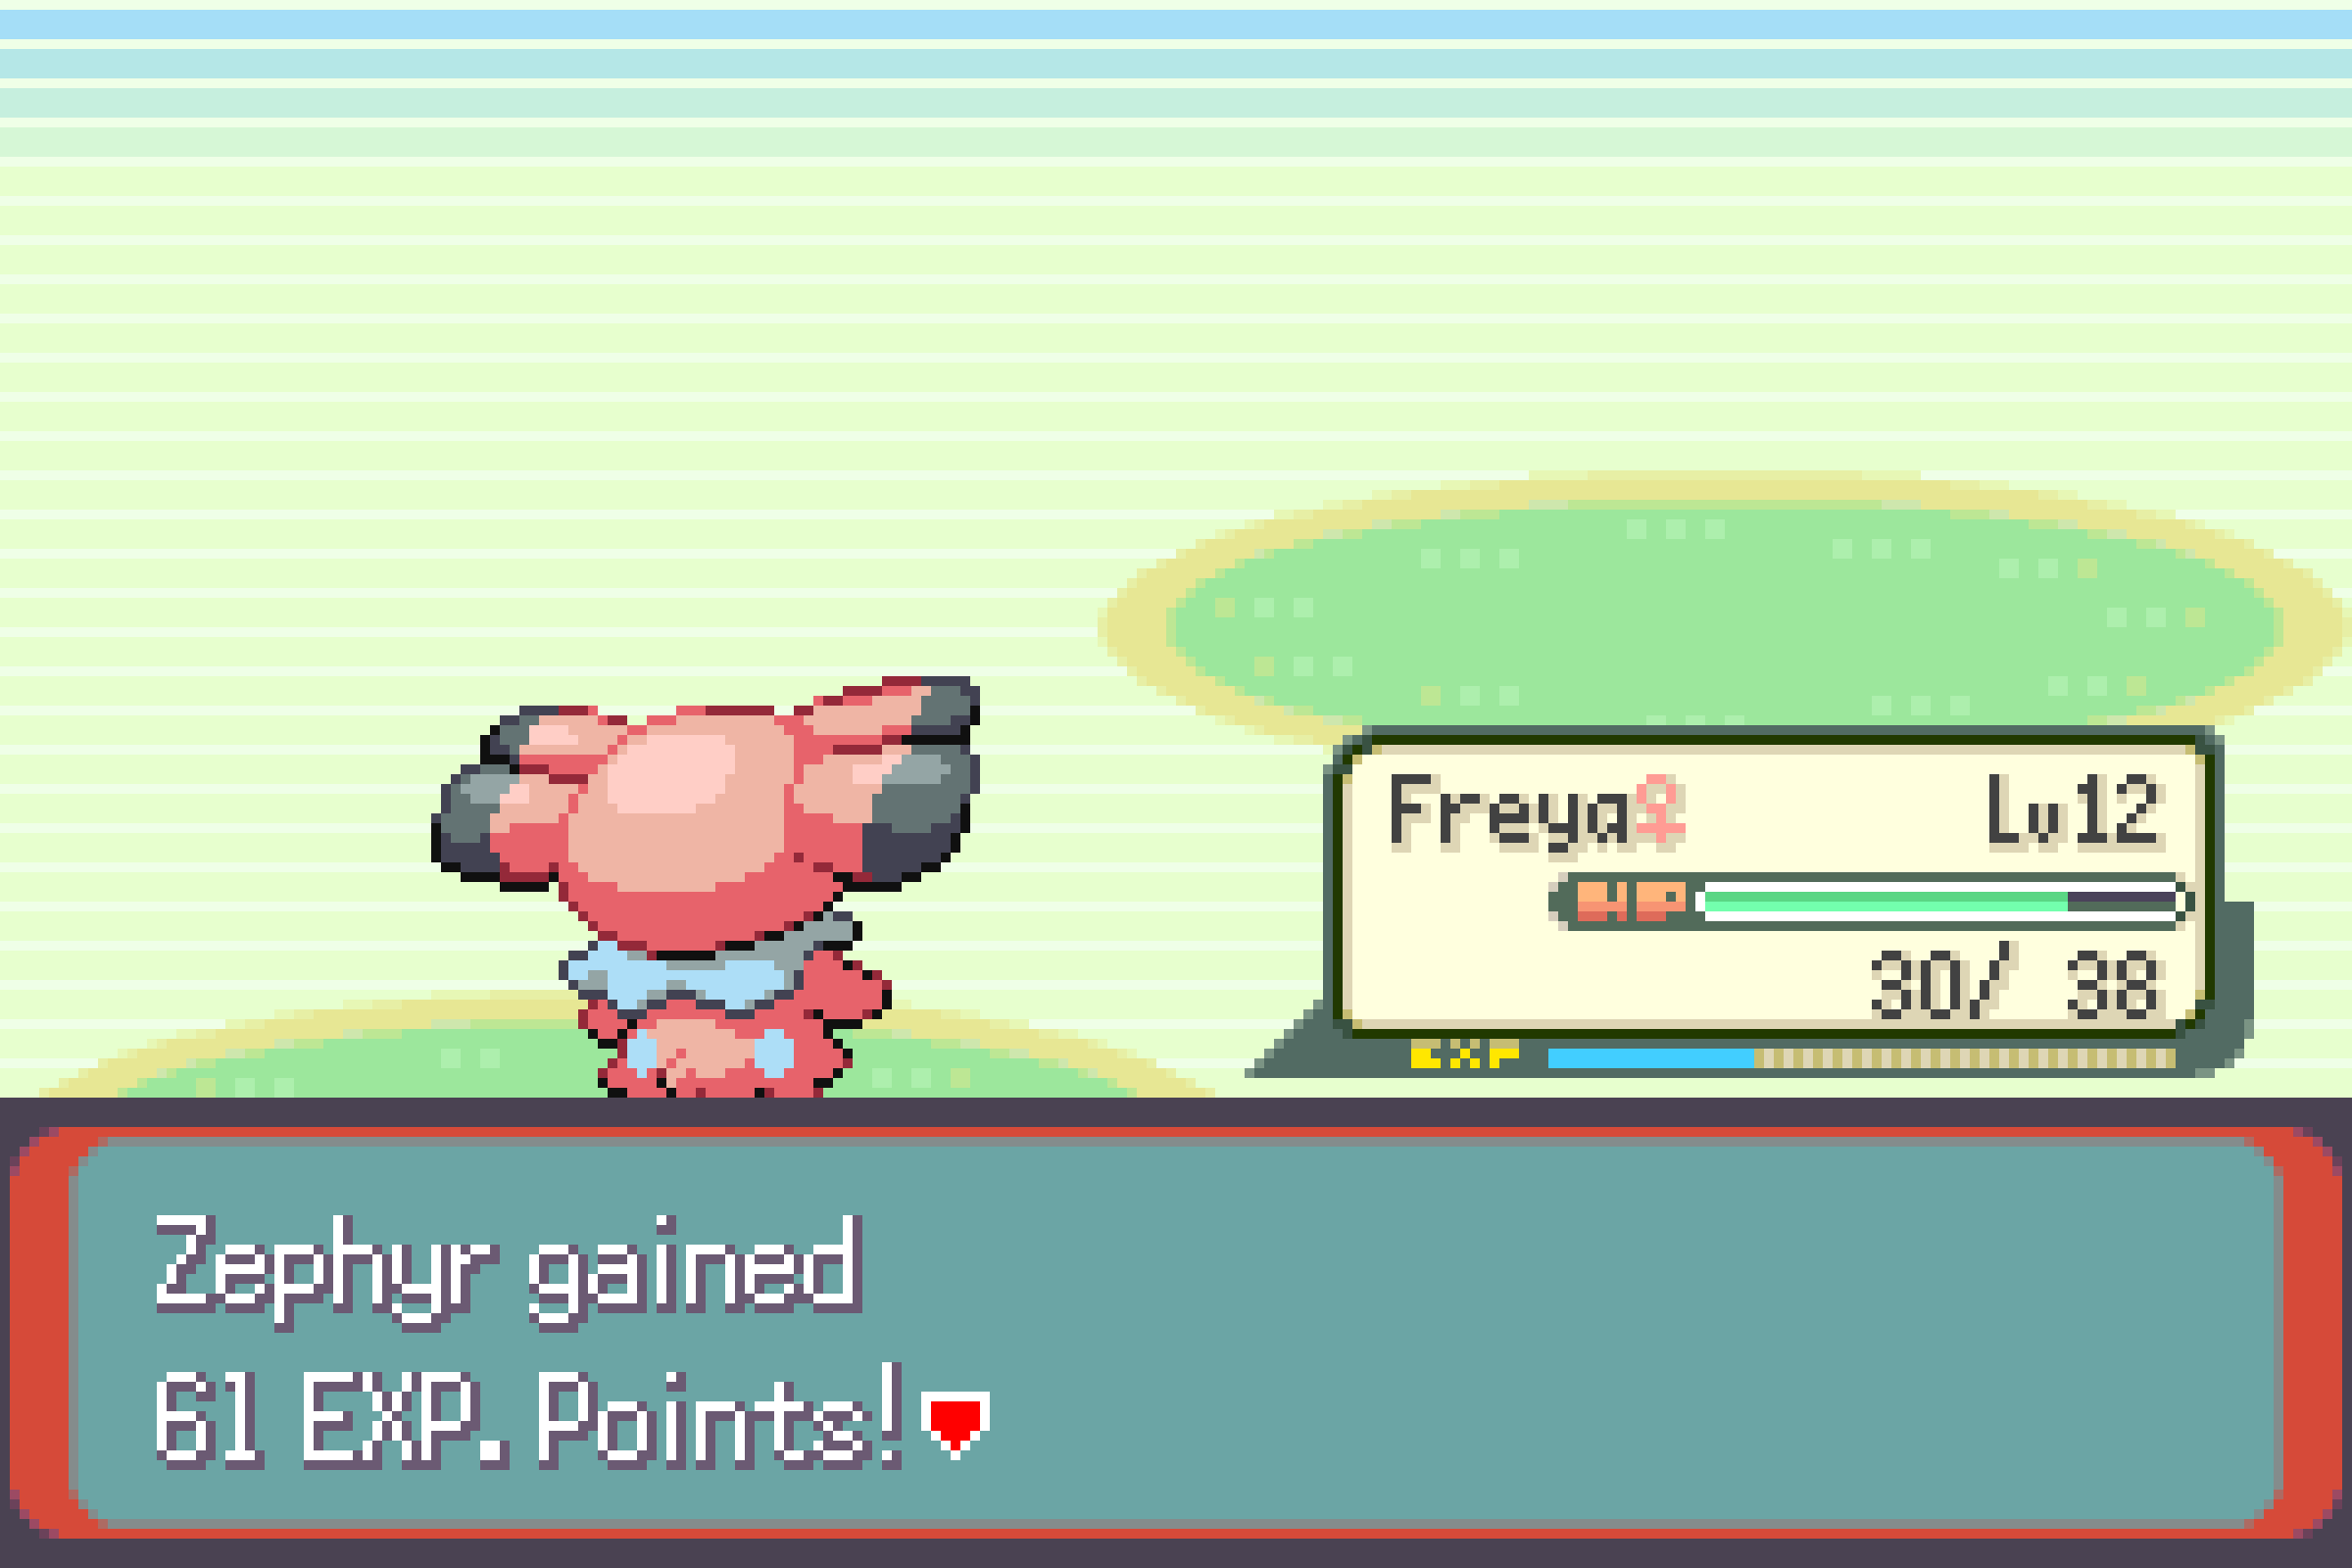 Freya♀ Lv12
HP
30/ 38
EXP
Zephyr gained
61 EXP. Points!